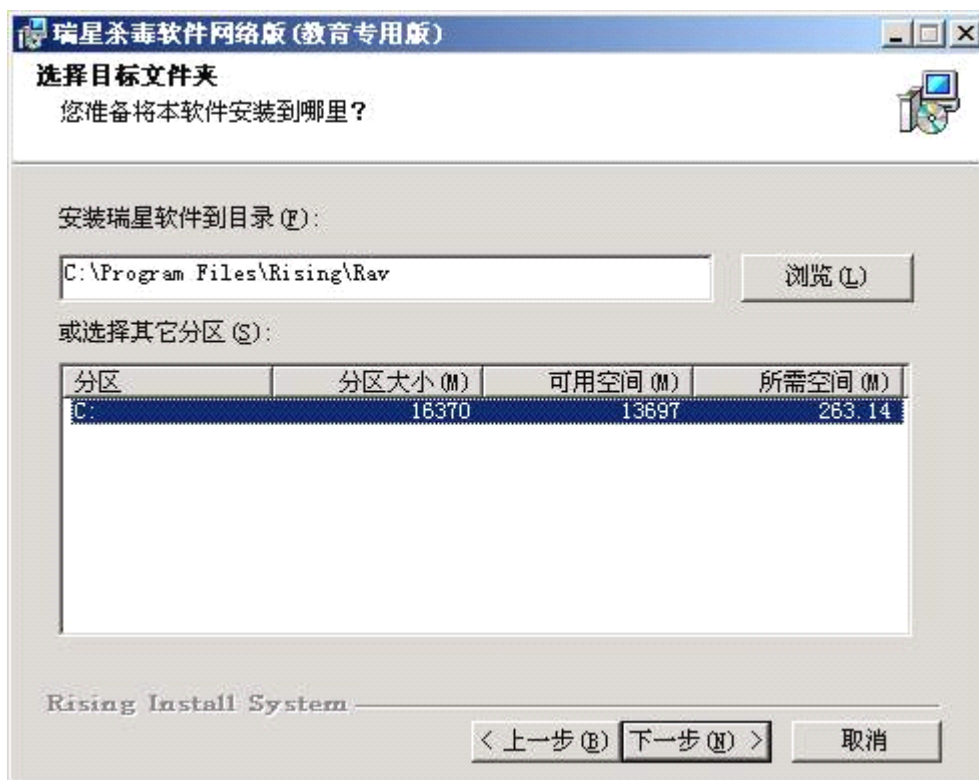 瑞星杀毒软件网络版(教育专用版)
选择目标文件夹
您准备将本软件安装到哪里？
安装瑞星软件到目录(F):
C:\Program Files\Rising\Rav
浏览(L)
或选择其它分区(S):
分区 分区大小(M) 可用空间(M) 所需空间(M)
C: 16370 13697 263.14
Rising Install System
< 上一步(B) 下一步(N) > 取消